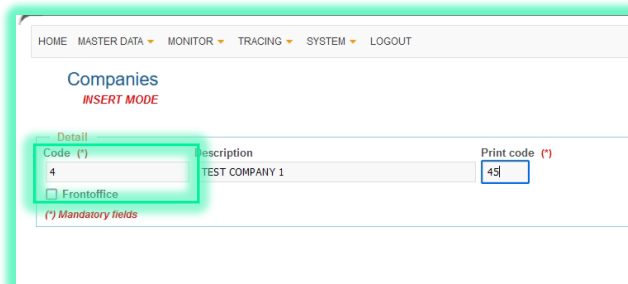 HOME MASTER DATA MONITOR TRACING SYSTEM LOGOUT
Companies
INSERT MODE
Detail
Code (*) Description Print code (*)
4 TEST COMPANY 1 45
Frontoffice
(*) Mandatory fields